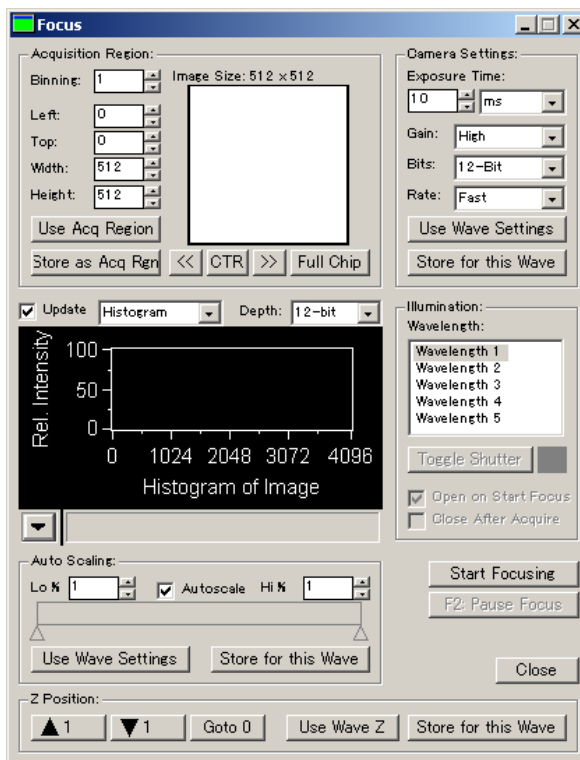 Focus
Acquisition Region:
Binning: 1
Image Size: 512 × 512
Left: 0
Top: 0
Width: 512
Height: 512
Use Acq Region
Store as Acq Rgn
<< CTR >> Full Chip
Camera Settings:
Exposure Time:
10 ms
Gain: High
Bits: 12-Bit
Rate: Fast
Use Wave Settings
Store for this Wave
Update Histogram Depth: 12-bit
Rel. Intensity
100
50
0
0 1024 2048 3072 4096
Histogram of Image
Illumination:
Wavelength:
Wavelength 1
Wavelength 2
Wavelength 3
Wavelength 4
Wavelength 5
Toggle Shutter
Open on Start Focus
Close After Acquire
Auto Scaling:
Lo % 1 Autoscale Hi % 1
Use Wave Settings Store for this Wave
Start Focusing
F2: Pause Focus
Close
Z Position:
▲ 1 ▼ 1 Goto 0 Use Wave Z Store for this Wave